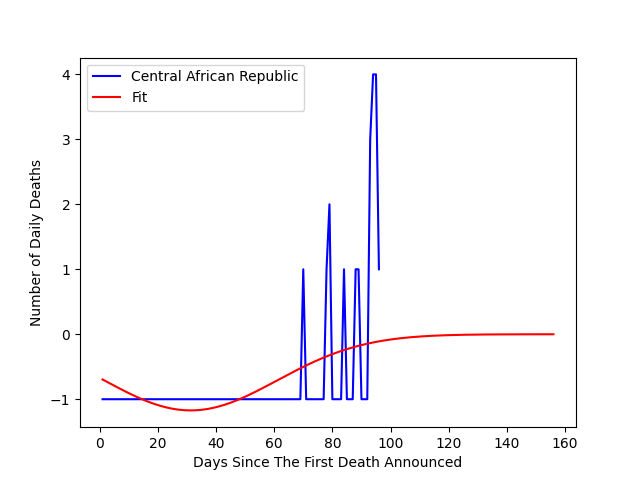 Central African Republic
Fit
4
3
2
1
0
−1
0 20 40 60 80 100 120 140 160
Number of Daily Deaths
Days Since The First Death Announced